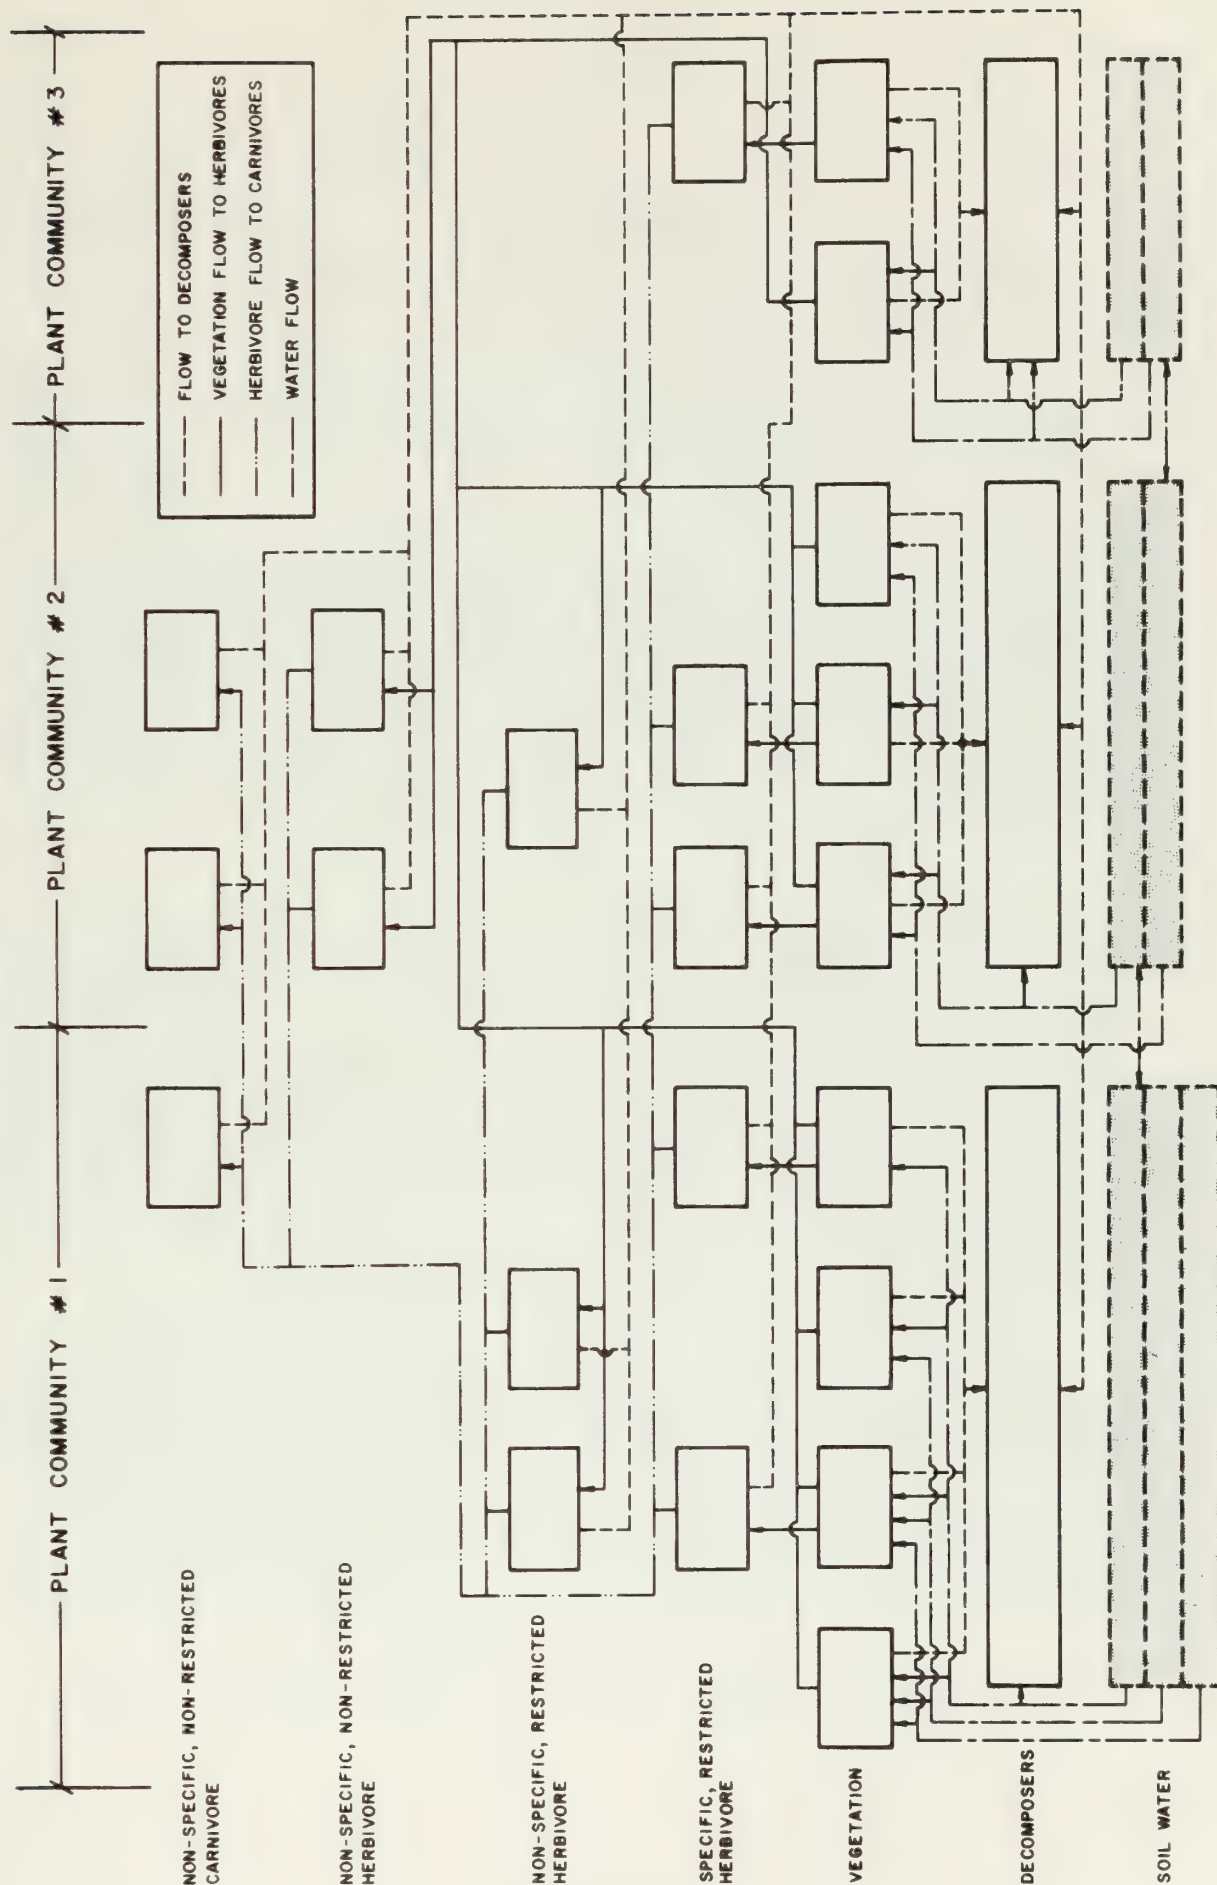 PLANT COMMUNITY #1
PLANT COMMUNITY #2
PLANT COMMUNITY #3
FLOW TO DECOMPOSERS
VEGETATION FLOW TO HERBIVORES
HERBIVORE FLOW TO CARNIVORES
WATER FLOW
NON-SPECIFIC, NON-RESTRICTED
CARNIVORE
NON-SPECIFIC, NON-RESTRICTED
HERBIVORE
NON-SPECIFIC, RESTRICTED
HERBIVORE
SPECIFIC, RESTRICTED
HERBIVORE
VEGETATION
DECOMPOSERS
SOIL WATER